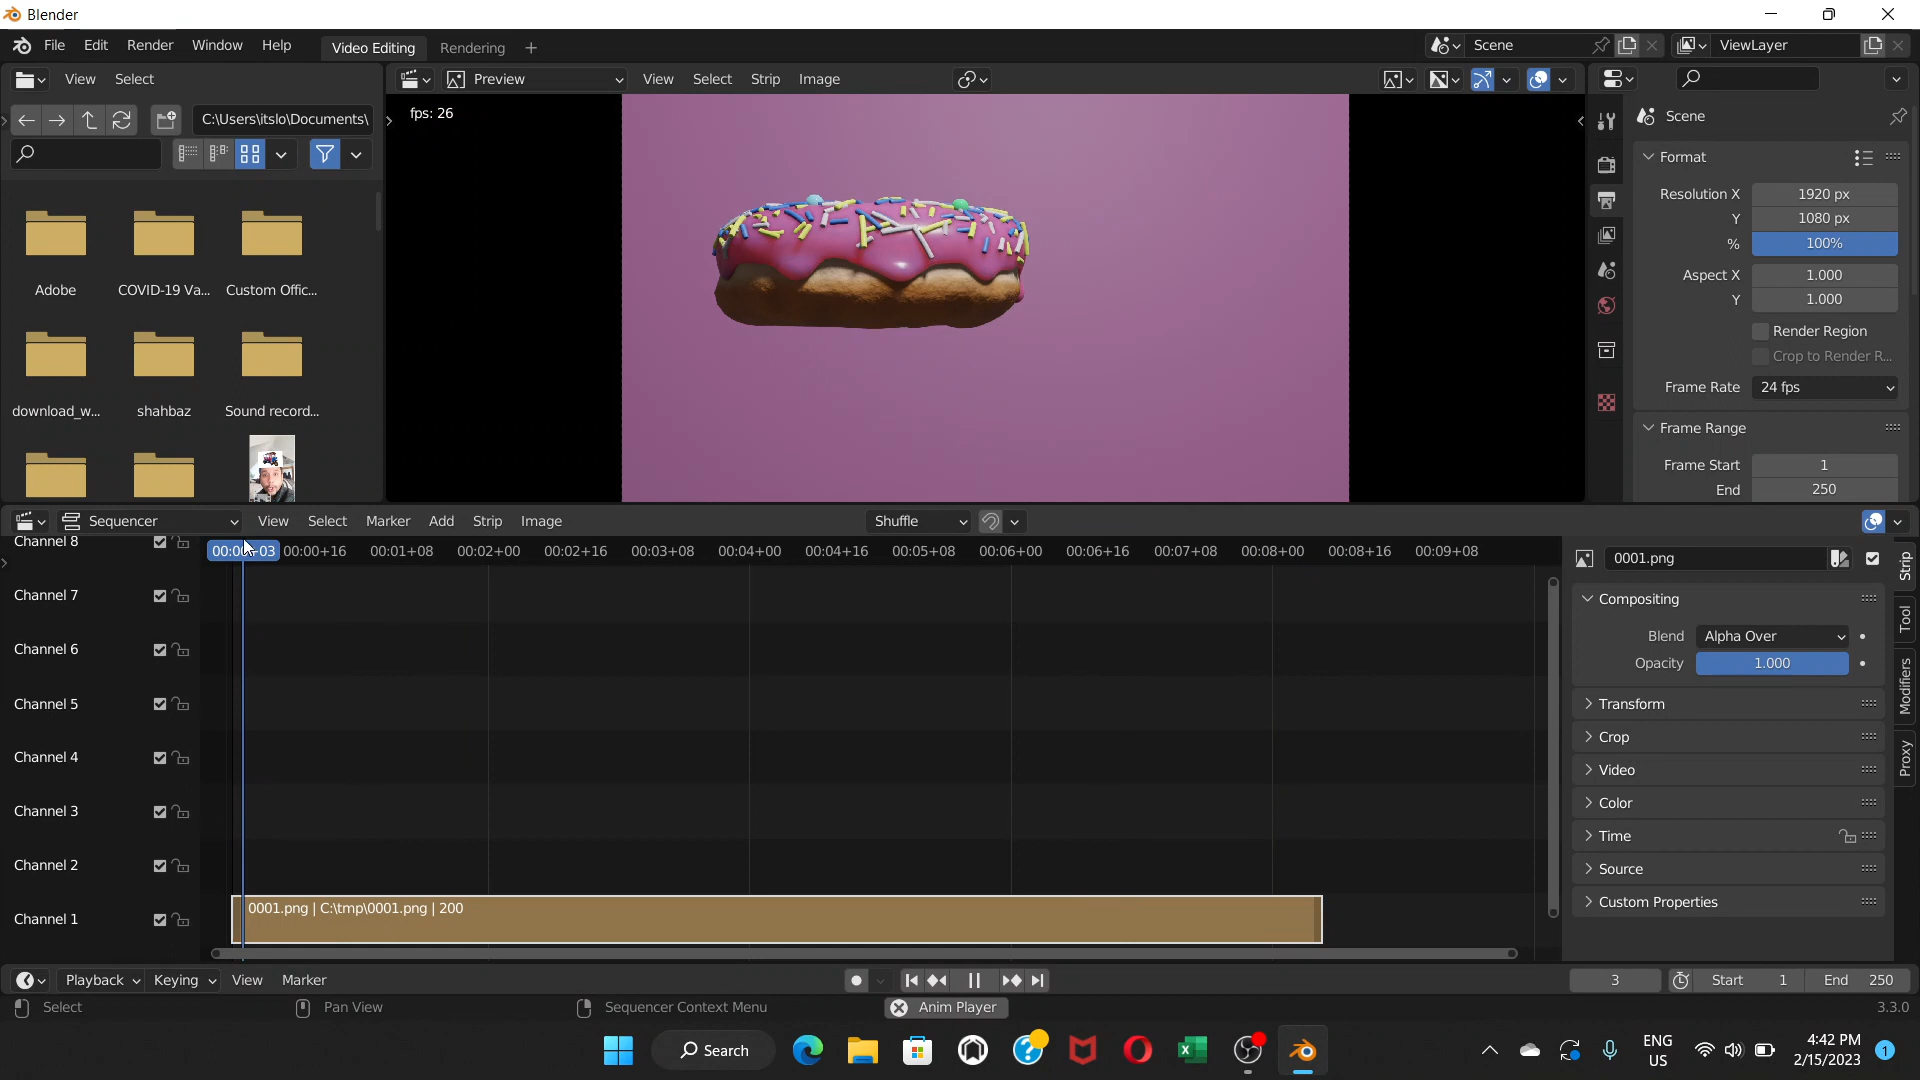 Blender
File Edit Render Window Help Video Editing Rendering + Scene ViewLayer
View Select Preview View Select Strip Image
C:\Users\itslo\Documents\
fps: 26
Scene
Format
Resolution X 1920 px
Y 1080 px
% 100%
Aspect X 1.000
Y 1.000
Render Region
Crop to Render R...
Frame Rate 24 fps
Frame Range
Frame Start 1
End 250
Adobe COVID-19 Va... Custom Offic...
download_w... shahbaz Sound record...
Sequencer View Select Marker Add Strip Image Shuffle
00:00+03 00:00+16 00:01+08 00:02+00 00:02+16 00:03+08 00:04+00 00:04+16 00:05+08 00:06+00 00:06+16 00:07+08 00:08+00 00:08+16 00:09+08
Channel 8
Channel 7
Channel 6
Channel 5
Channel 4
Channel 3
Channel 2
Channel 1
0001.png | C:\tmp\0001.png | 200
0001.png
Compositing
Blend Alpha Over
Opacity 1.000
Transform
Crop
Video
Color
Time
Source
Custom Properties
Strip
Tool
Modifiers
Proxy
Playback Keying View Marker 3 Start 1 End 250
Select Pan View Sequencer Context Menu Anim Player 3.3.0
Search
ENG
US
4:42 PM
2/15/2023
1